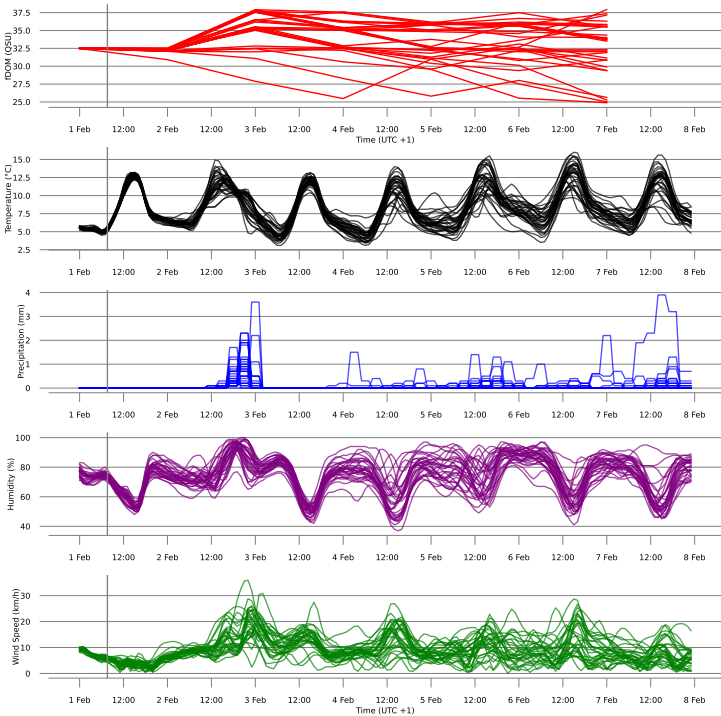 37.5
35.0
32.5
30.0
27.5
25.0
fDOM (QSU)
1 Feb 12:00 2 Feb 12:00 3 Feb 12:00 4 Feb 12:00 5 Feb 12:00 6 Feb 12:00 7 Feb 12:00 8 Feb
Time (UTC +1)
15.0
12.5
10.0
7.5
5.0
2.5
Temperature (°C)
1 Feb 12:00 2 Feb 12:00 3 Feb 12:00 4 Feb 12:00 5 Feb 12:00 6 Feb 12:00 7 Feb 12:00 8 Feb
4
3
2
1
0
Precipitation (mm)
1 Feb 12:00 2 Feb 12:00 3 Feb 12:00 4 Feb 12:00 5 Feb 12:00 6 Feb 12:00 7 Feb 12:00 8 Feb
100
80
60
40
Humidity (%)
1 Feb 12:00 2 Feb 12:00 3 Feb 12:00 4 Feb 12:00 5 Feb 12:00 6 Feb 12:00 7 Feb 12:00 8 Feb
30
20
10
0
Wind Speed (km/h)
1 Feb 12:00 2 Feb 12:00 3 Feb 12:00 4 Feb 12:00 5 Feb 12:00 6 Feb 12:00 7 Feb 12:00 8 Feb
Time (UTC +1)